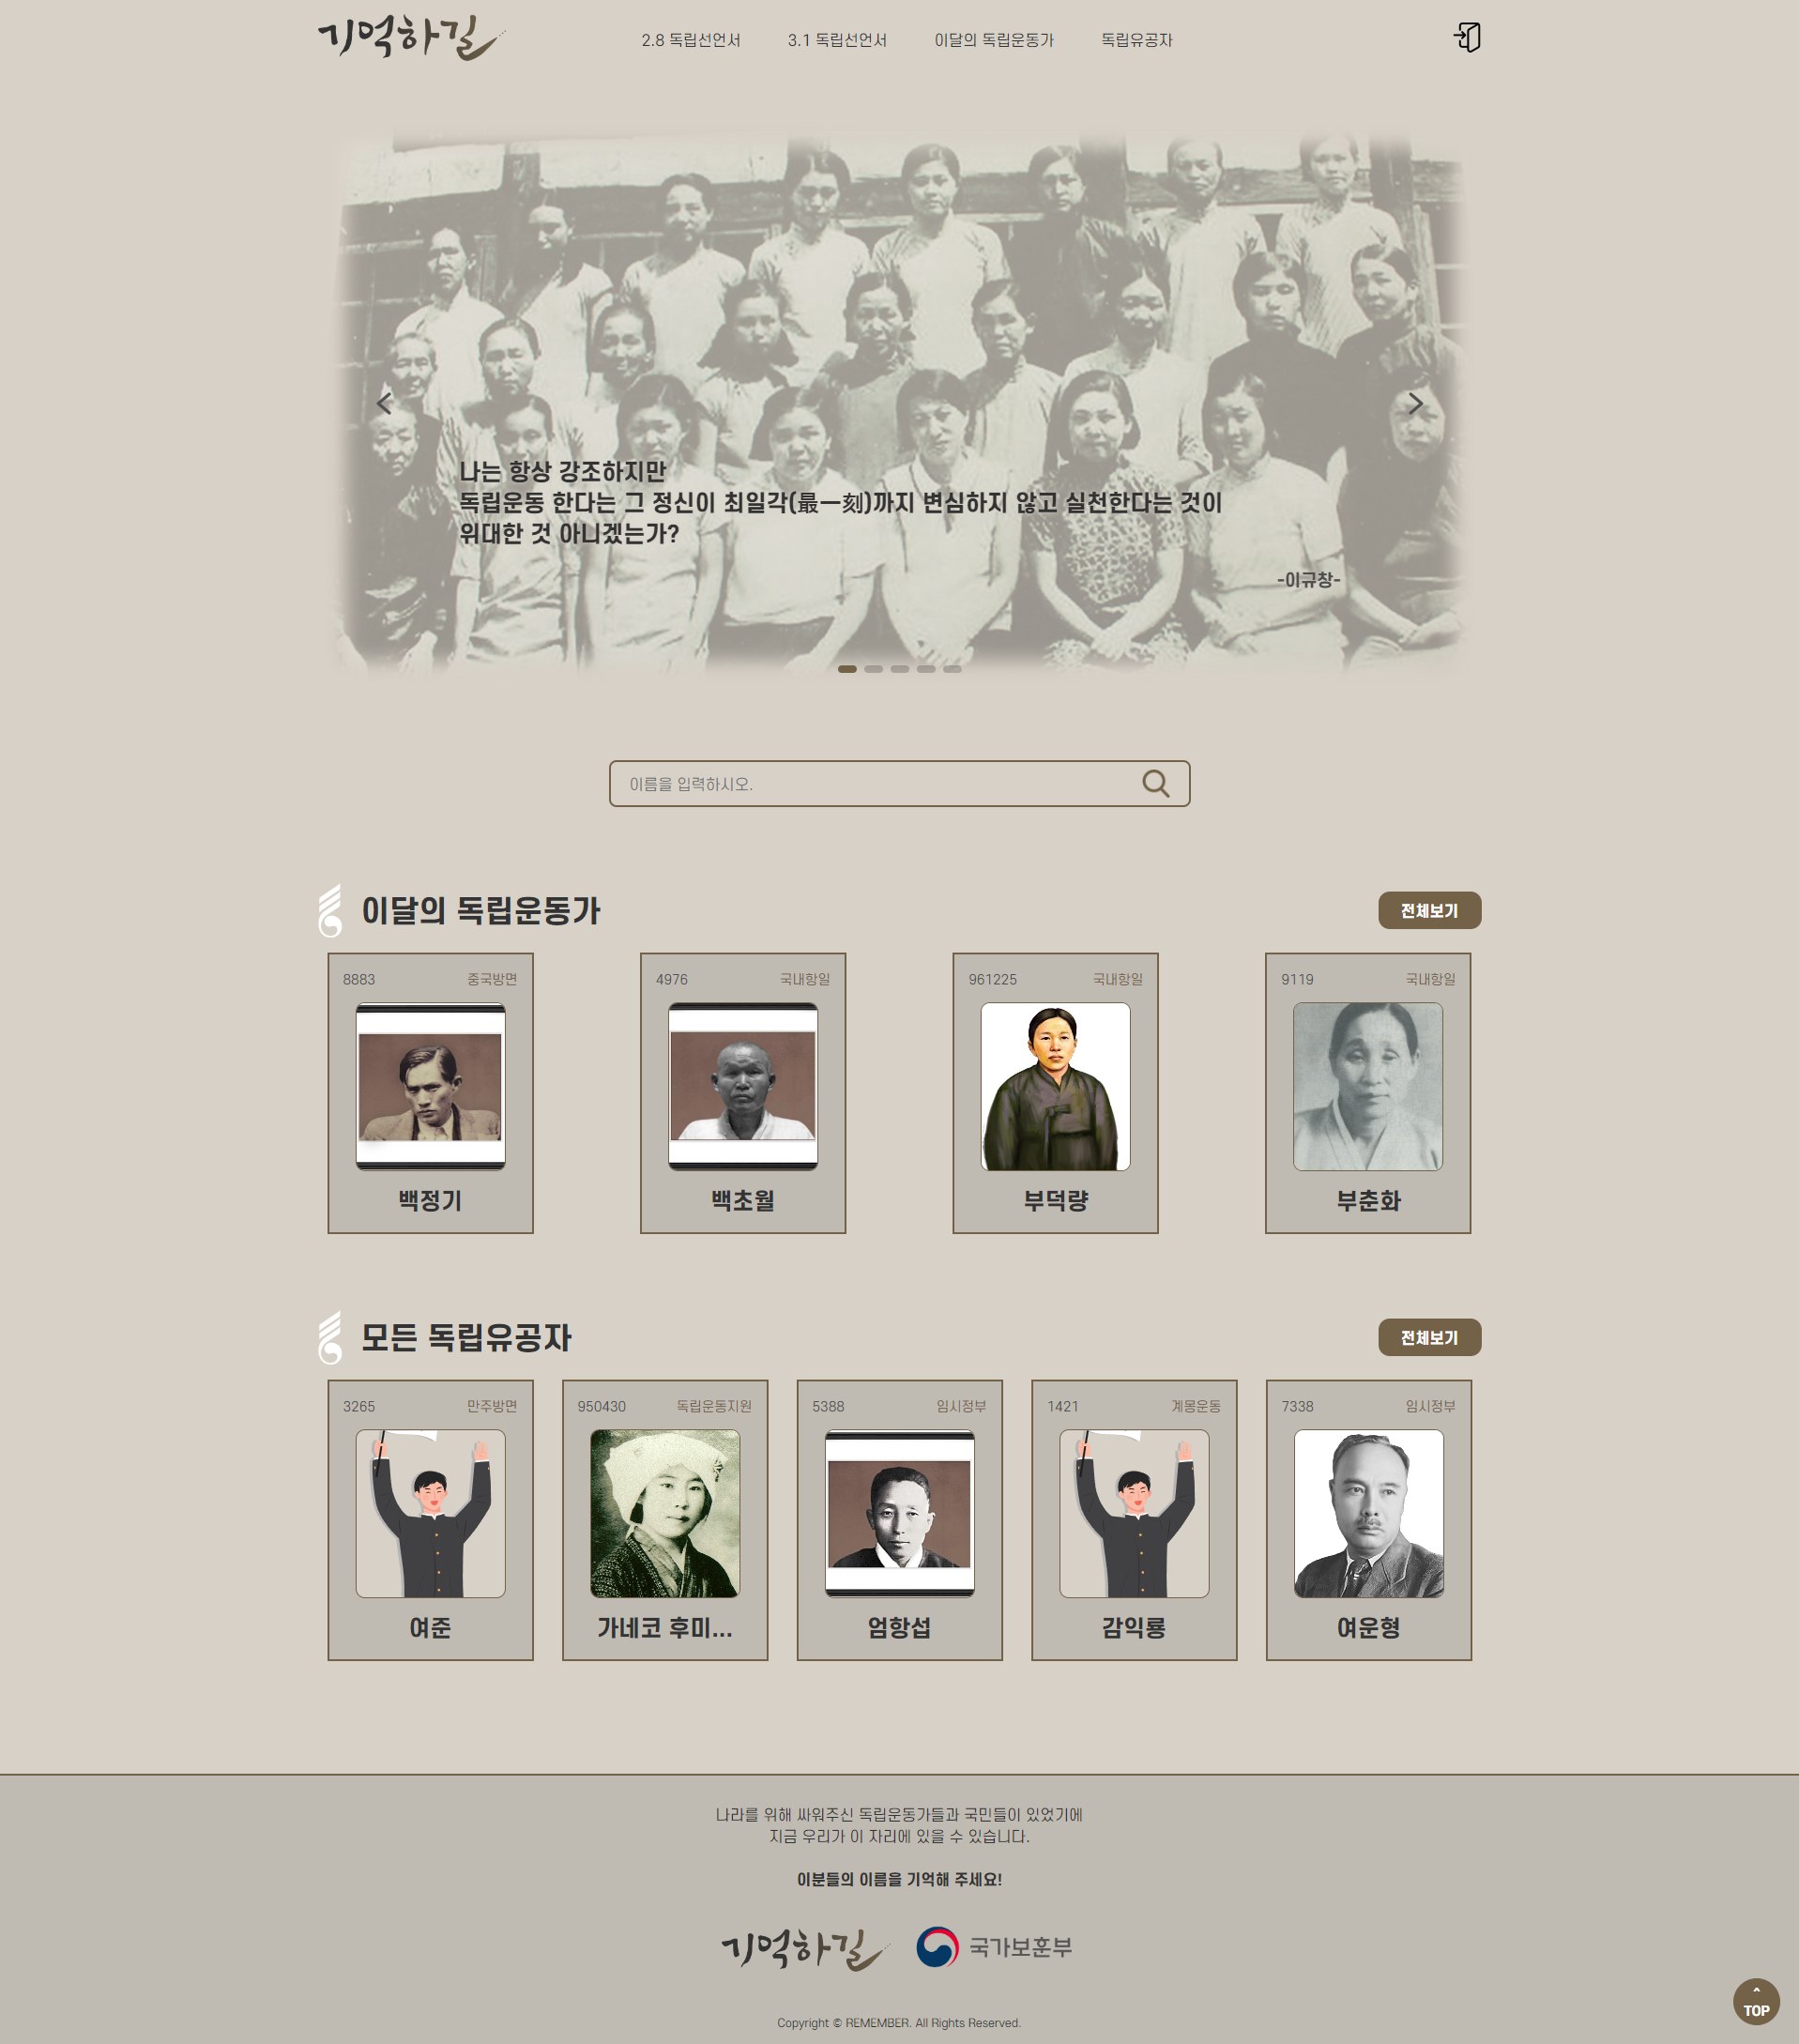 기억하길
2.8 독립선언서
3.1 독립선언서
이달의 독립운동가
독립유공자
나는 항상 강조하지만
독립운동 한다는 그 정신이 최일각(最一刻)까지 변심하지 않고 실천한다는 것이
위대한 것 아니겠는가?
-이규창-
이름을 입력하시오.
이달의 독립운동가
전체보기
8883 중국방면
백정기
4976 국내항일
백초월
961225 국내항일
부덕량
9119 국내항일
부춘화
모든 독립유공자
전체보기
3265 만주방면
여준
950430 독립운동지원
가네코 후미...
5388 임시정부
엄항섭
1421 계몽운동
감익룡
7338 임시정부
여운형
나라를 위해 싸워주신 독립운동가들과 국민들이 있었기에
지금 우리가 이 자리에 있을 수 있습니다.
이분들의 이름을 기억해 주세요!
기억하길
국가보훈부
Copyright © REMEMBER. All Rights Reserved.
TOP